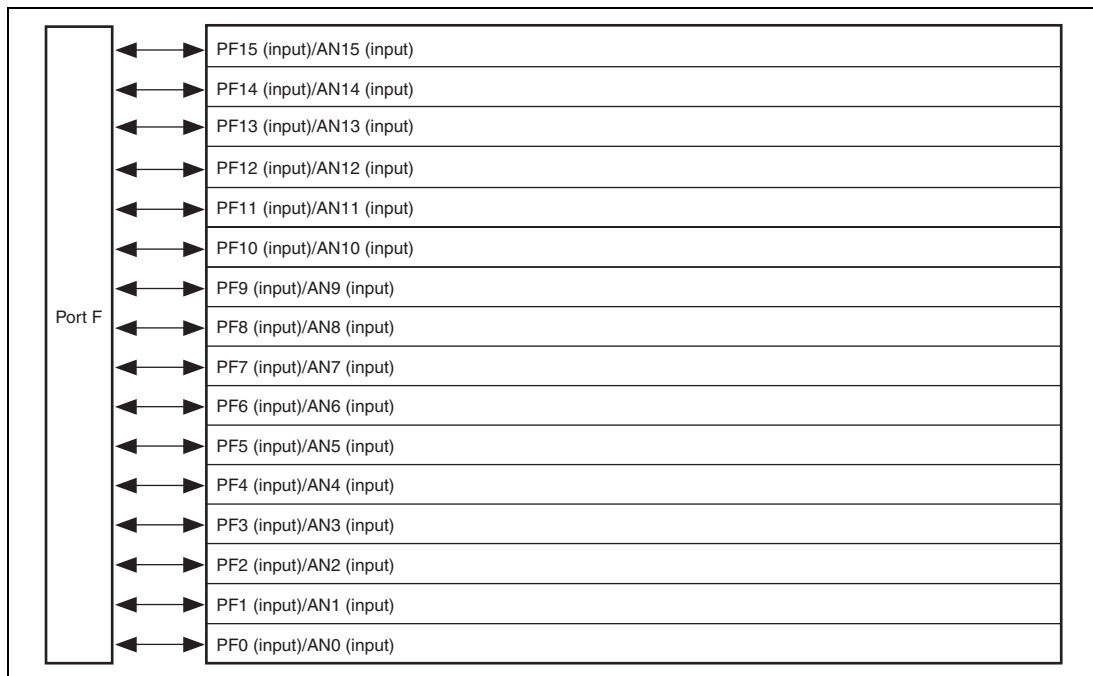 PF15 (input)/AN15 (input)
PF14 (input)/AN14 (input)
PF13 (input)/AN13 (input)
PF12 (input)/AN12 (input)
PF11 (input)/AN11 (input)
PF10 (input)/AN10 (input)
PF9 (input)/AN9 (input)
Port F
PF8 (input)/AN8 (input)
PF7 (input)/AN7 (input)
PF6 (input)/AN6 (input)
PF5 (input)/AN5 (input)
PF4 (input)/AN4 (input)
PF3 (input)/AN3 (input)
PF2 (input)/AN2 (input)
PF1 (input)/AN1 (input)
PF0 (input)/AN0 (input)